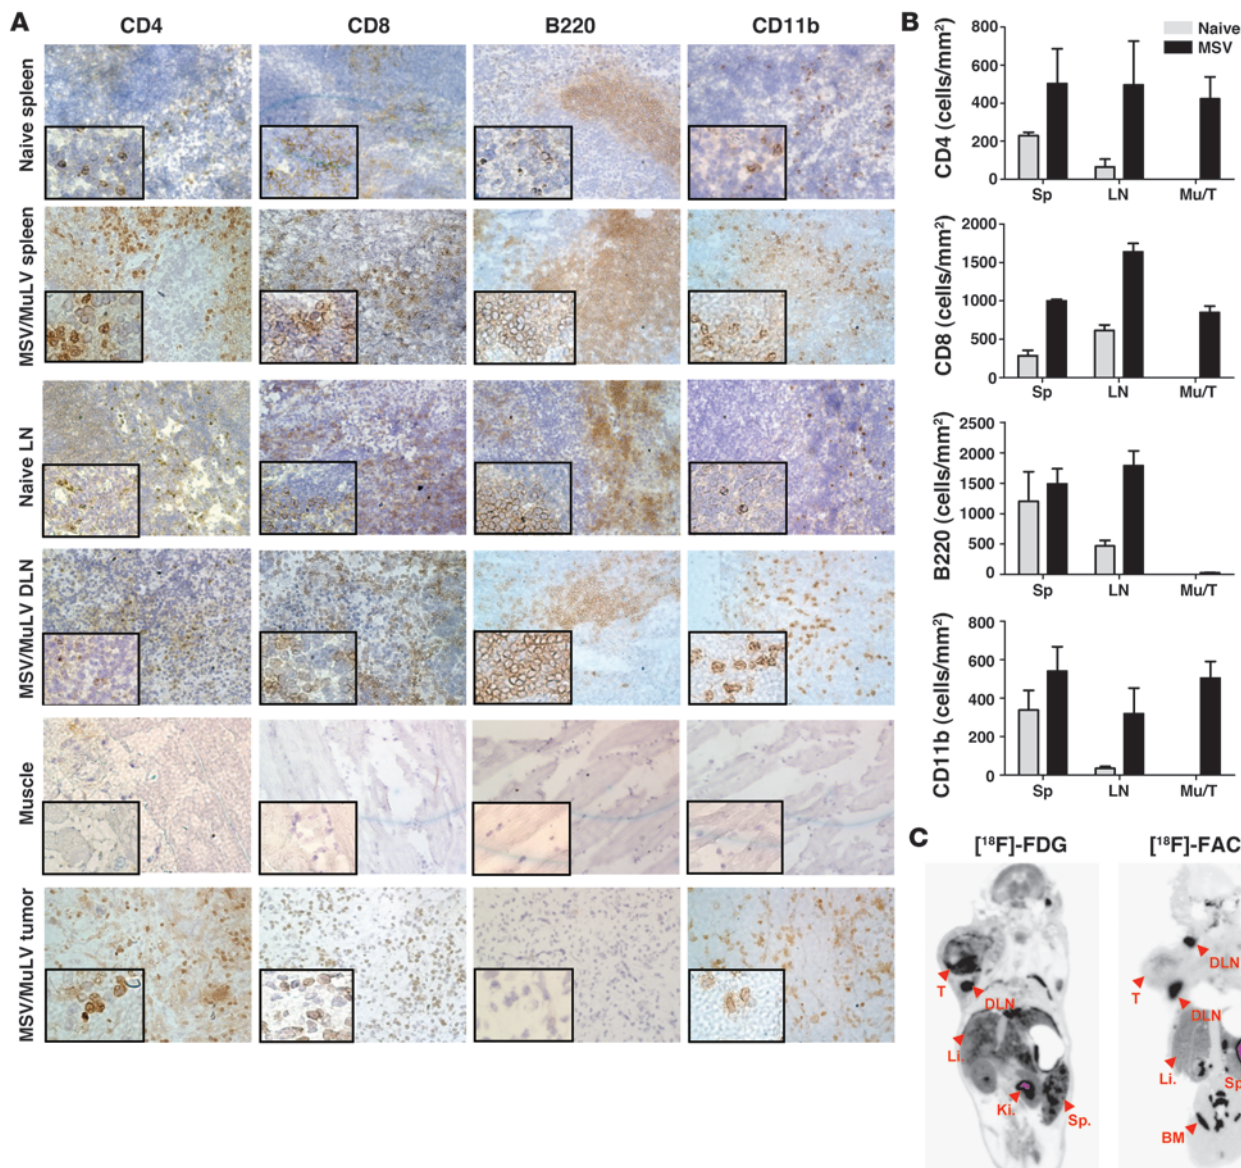 A
CD4
CD8
B220
CD11b
Naive spleen
MSV/MuLV spleen
Naive LN
MSV/MuLV DLN
Muscle
MSV/MuLV tumor
B
Naive
MSV
CD4 (cells/mm²)
800
600
400
200
0
Sp
LN
Mu/T
CD8 (cells/mm²)
2000
1500
1000
500
0
Sp
LN
Mu/T
B220 (cells/mm²)
2500
2000
1500
1000
500
0
Sp
LN
Mu/T
CD11b (cells/mm²)
800
600
400
200
0
Sp
LN
Mu/T
C
[¹⁸F]-FDG
T
DLN
Li.
Ki.
Sp.
[¹⁸F]-FAC
DLN
T
DLN
Li.
Sp
BM